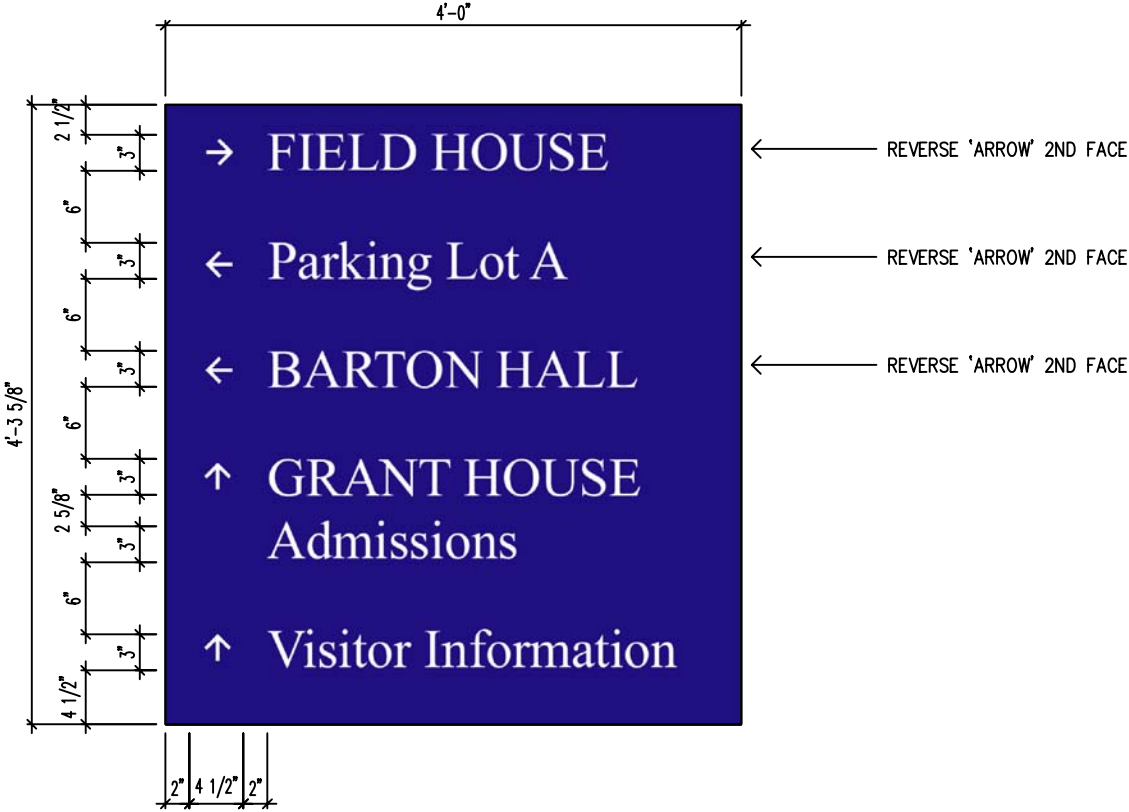 4'-0"
2 1/2"
→ FIELD HOUSE
REVERSE 'ARROW' 2ND FACE
3"
6"
← Parking Lot A
REVERSE 'ARROW' 2ND FACE
3"
6"
← BARTON HALL
REVERSE 'ARROW' 2ND FACE
3"
4'-3 5/8"
6"
↑ GRANT HOUSE
3"
2 5/8"
Admissions
3"
6"
↑ Visitor Information
3"
4 1/2"
2" 4 1/2" 2"